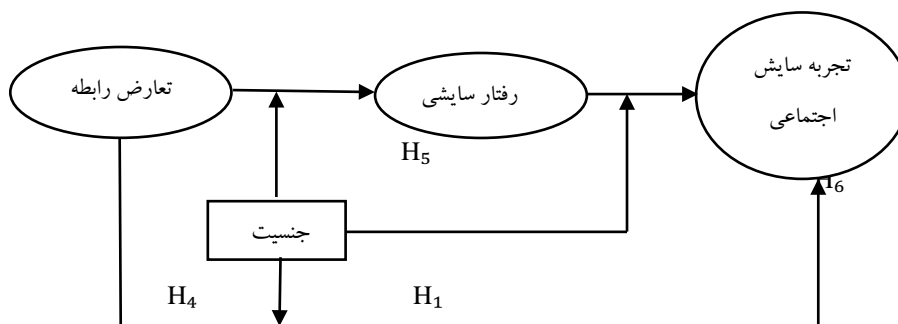 تجربه سایش
اجتماعی
تعارض رابطه
رفتار سایشی
H₅
جنسیت
H₄
H₁